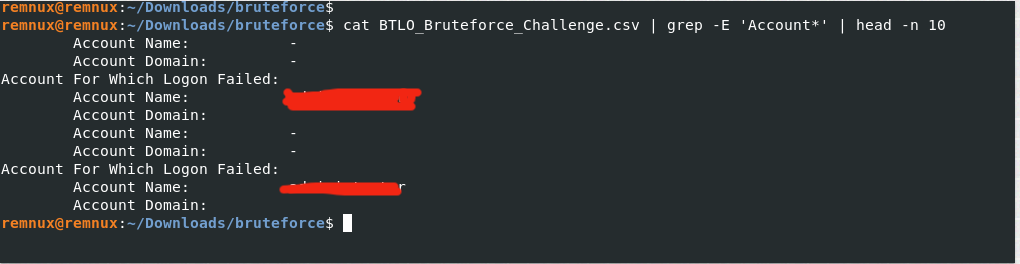 remnux@remnux:~/Downloads/bruteforce$
remnux@remnux:~/Downloads/bruteforce$ cat BTLO_Bruteforce_Challenge.csv | grep -E 'Account*' | head -n 10
Account Name: -
Account Domain: -
Account For Which Logon Failed:
Account Name:
Account Domain:
Account Name: -
Account Domain: -
Account For Which Logon Failed:
Account Name:
Account Domain:
remnux@remnux:~/Downloads/bruteforce$